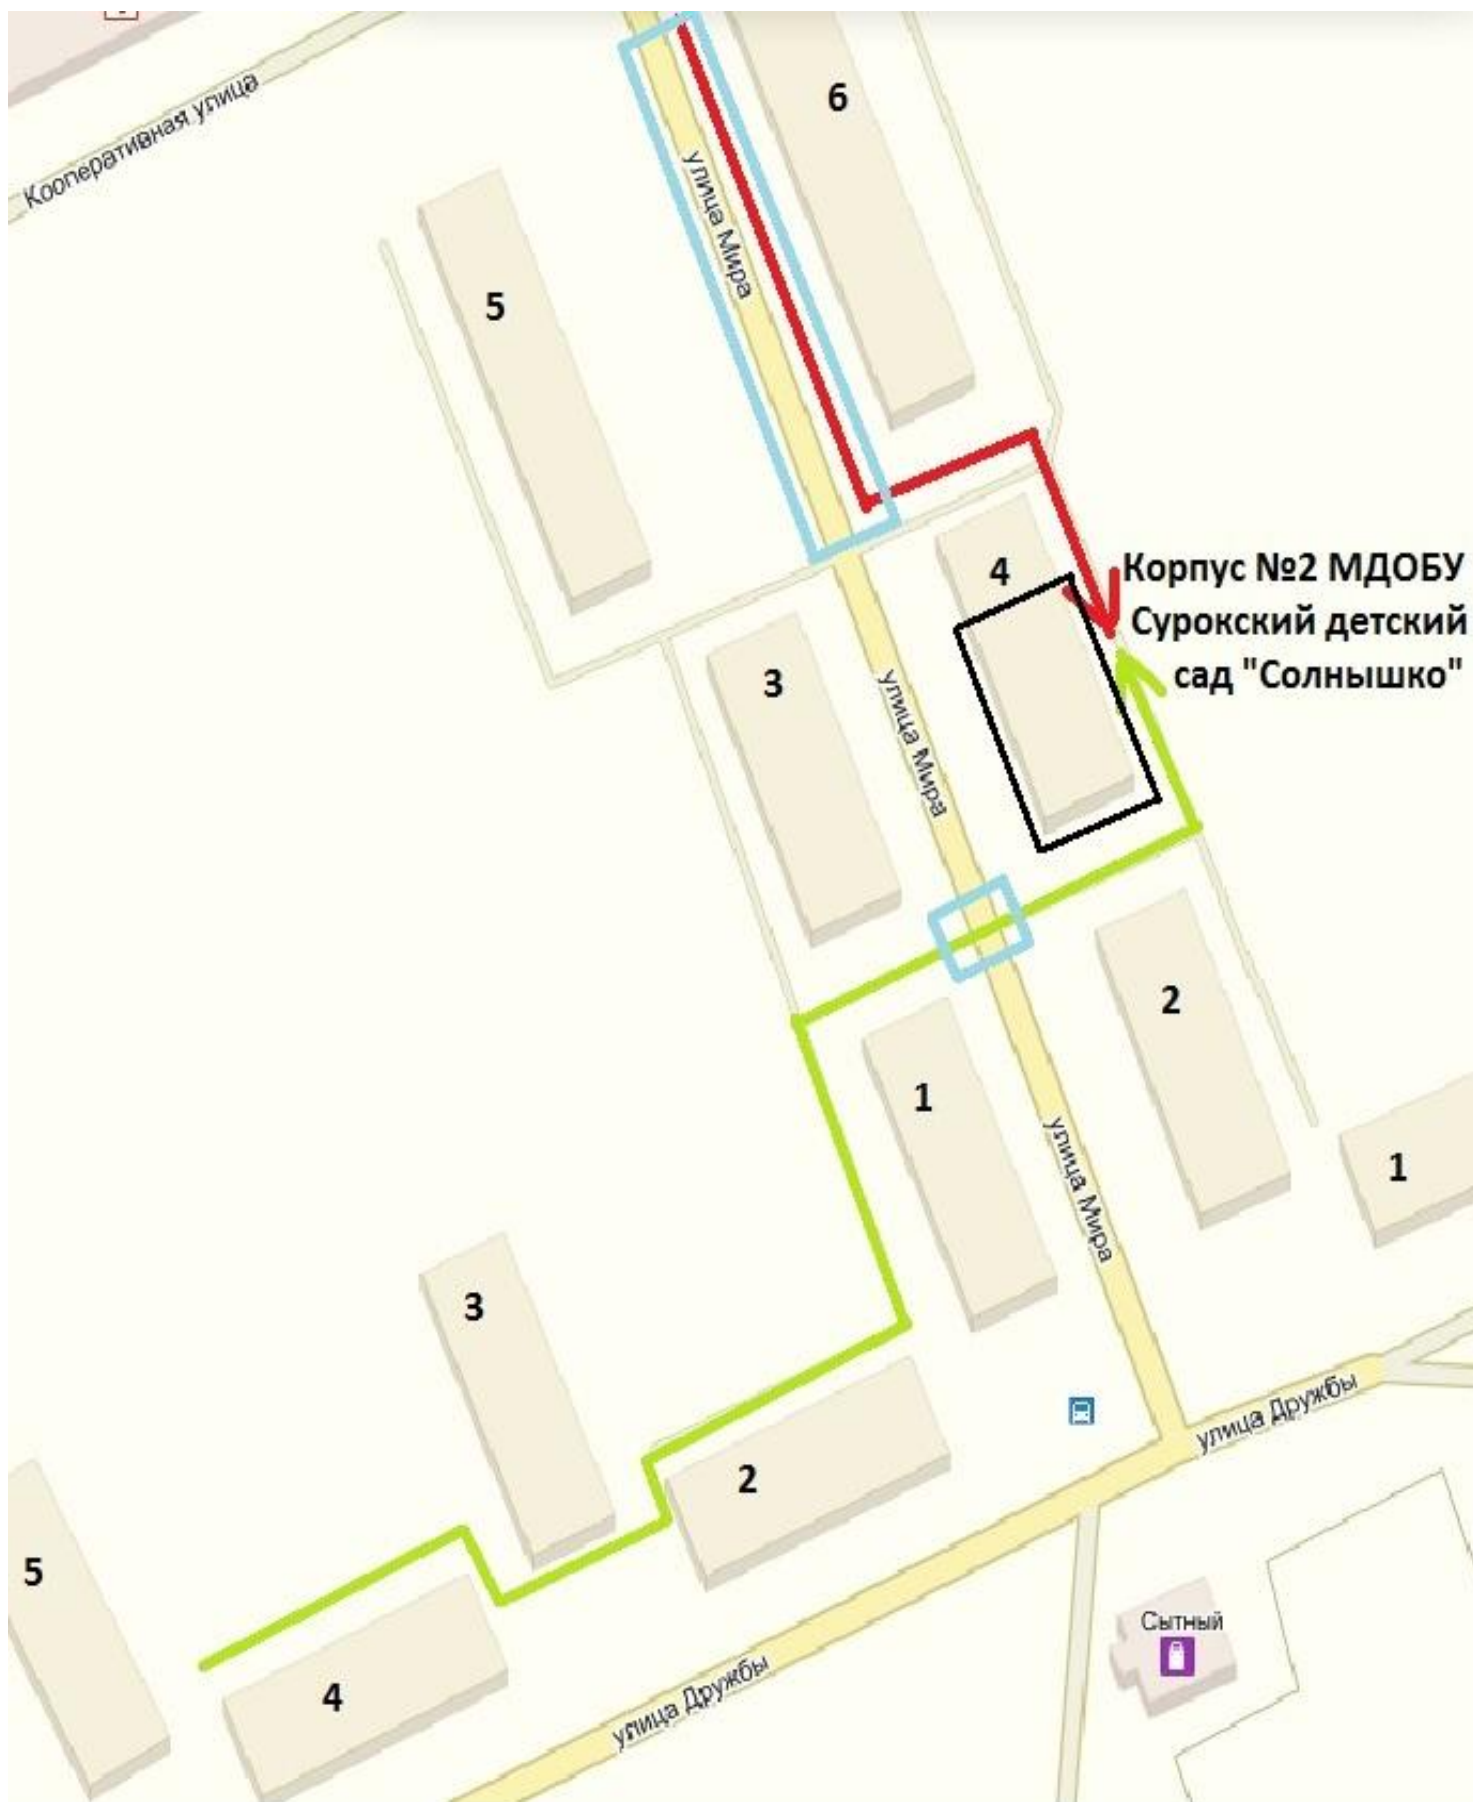 6
Кооперативная улица
улица Мира
5
4
Корпус №2 МДОБУ
Сурокский детский
сад "Солнышко"
3
улица Мира
2
1
улица Мира
1
3
улица Дружбы
2
5
Сытный
4
улица Дружбы